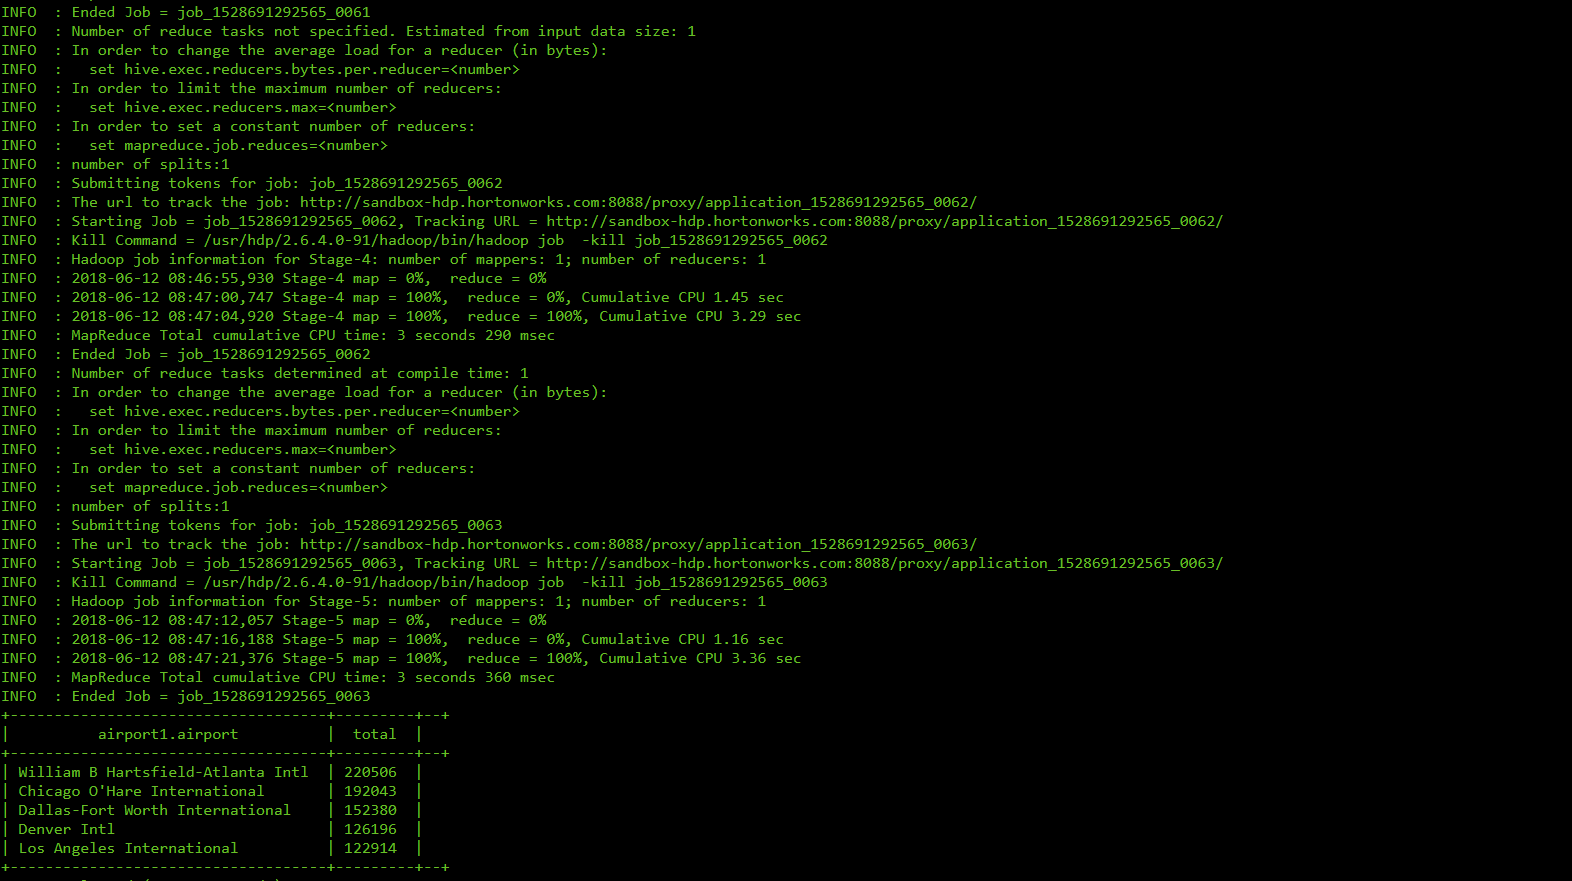 INFO  : Ended Job = job_1528691292565_0061
INFO  : Number of reduce tasks not specified. Estimated from input data size: 1
INFO  : In order to change the average load for a reducer (in bytes):
INFO  :   set hive.exec.reducers.bytes.per.reducer=<number>
INFO  : In order to limit the maximum number of reducers:
INFO  :   set hive.exec.reducers.max=<number>
INFO  : In order to set a constant number of reducers:
INFO  :   set mapreduce.job.reduces=<number>
INFO  : number of splits:1
INFO  : Submitting tokens for job: job_1528691292565_0062
INFO  : The url to track the job: http://sandbox-hdp.hortonworks.com:8088/proxy/application_1528691292565_0062/
INFO  : Starting Job = job_1528691292565_0062, Tracking URL = http://sandbox-hdp.hortonworks.com:8088/proxy/application_1528691292565_0062/
INFO  : Kill Command = /usr/hdp/2.6.4.0-91/hadoop/bin/hadoop job  -kill job_1528691292565_0062
INFO  : Hadoop job information for Stage-4: number of mappers: 1; number of reducers: 1
INFO  : 2018-06-12 08:46:55,930 Stage-4 map = 0%,  reduce = 0%
INFO  : 2018-06-12 08:47:00,747 Stage-4 map = 100%,  reduce = 0%, Cumulative CPU 1.45 sec
INFO  : 2018-06-12 08:47:04,920 Stage-4 map = 100%,  reduce = 100%, Cumulative CPU 3.29 sec
INFO  : MapReduce Total cumulative CPU time: 3 seconds 290 msec
INFO  : Ended Job = job_1528691292565_0062
INFO  : Number of reduce tasks determined at compile time: 1
INFO  : In order to change the average load for a reducer (in bytes):
INFO  :   set hive.exec.reducers.bytes.per.reducer=<number>
INFO  : In order to limit the maximum number of reducers:
INFO  :   set hive.exec.reducers.max=<number>
INFO  : In order to set a constant number of reducers:
INFO  :   set mapreduce.job.reduces=<number>
INFO  : number of splits:1
INFO  : Submitting tokens for job: job_1528691292565_0063
INFO  : The url to track the job: http://sandbox-hdp.hortonworks.com:8088/proxy/application_1528691292565_0063/
INFO  : Starting Job = job_1528691292565_0063, Tracking URL = http://sandbox-hdp.hortonworks.com:8088/proxy/application_1528691292565_0063/
INFO  : Kill Command = /usr/hdp/2.6.4.0-91/hadoop/bin/hadoop job  -kill job_1528691292565_0063
INFO  : Hadoop job information for Stage-5: number of mappers: 1; number of reducers: 1
INFO  : 2018-06-12 08:47:12,057 Stage-5 map = 0%,  reduce = 0%
INFO  : 2018-06-12 08:47:16,188 Stage-5 map = 100%,  reduce = 0%, Cumulative CPU 1.16 sec
INFO  : 2018-06-12 08:47:21,376 Stage-5 map = 100%,  reduce = 100%, Cumulative CPU 3.36 sec
INFO  : MapReduce Total cumulative CPU time: 3 seconds 360 msec
INFO  : Ended Job = job_1528691292565_0063
+------------------------------------+---------+--+
|          airport1.airport          |  total  |
+------------------------------------+---------+--+
| William B Hartsfield-Atlanta Intl  | 220506  |
| Chicago O'Hare International       | 192043  |
| Dallas-Fort Worth International    | 152380  |
| Denver Intl                        | 126196  |
| Los Angeles International          | 122914  |
+------------------------------------+---------+--+